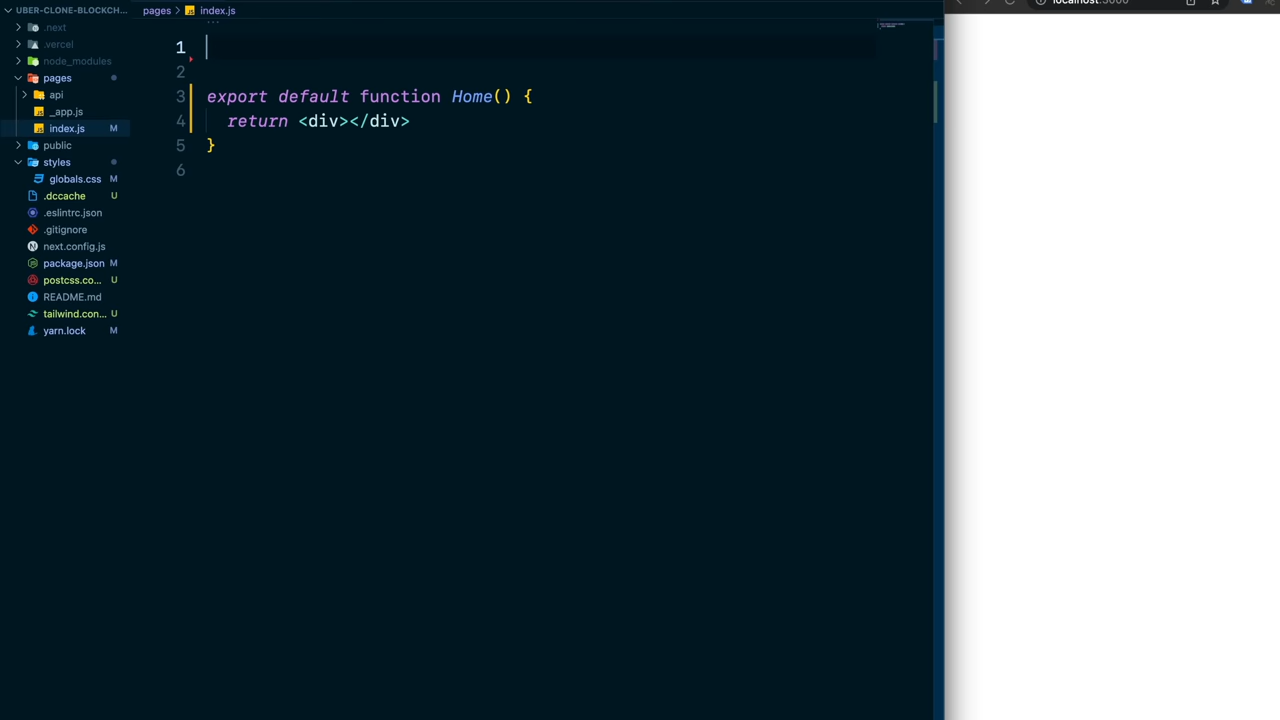 UBER-CLONE-BLOCKCH...
.next
.vercel
node_modules
pages
api
_app.js
index.js M
public
styles
globals.css M
.dccache U
.eslintrc.json
.gitignore
next.config.js
package.json M
postcss.co... U
README.md
tailwind.con... U
yarn.lock M
pages > index.js
...
1
2
3 export default function Home() {
4 return <div></div>
5 }
6
localhost:3000